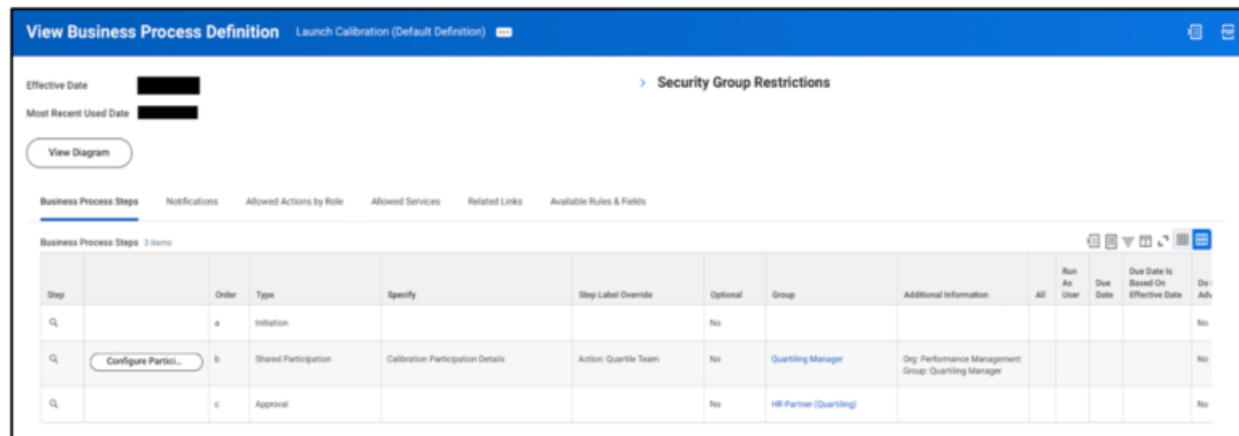 View Business Process Definition Launch Calibration (Default Definition)
Effective Date
> Security Group Restrictions
Most Recent Used Date
View Diagram
Business Process Steps Notifications Allowed Actions by Role Allowed Services Related Links Available Rules & Fields
Business Process Steps 3 items
Step Order Type Specify Step Label Override Optional Group Additional Information All Run As User Due Date Due Date Is Based On Effective Date Do
a Initiation No No
Configure Partici... b Shared Participation Calibration Participation Details Action: Quartile Team No Quartiling Manager Org: Performance Management No
Group: Quartiling Manager
c Approval No HR Partner (Quartiling) No